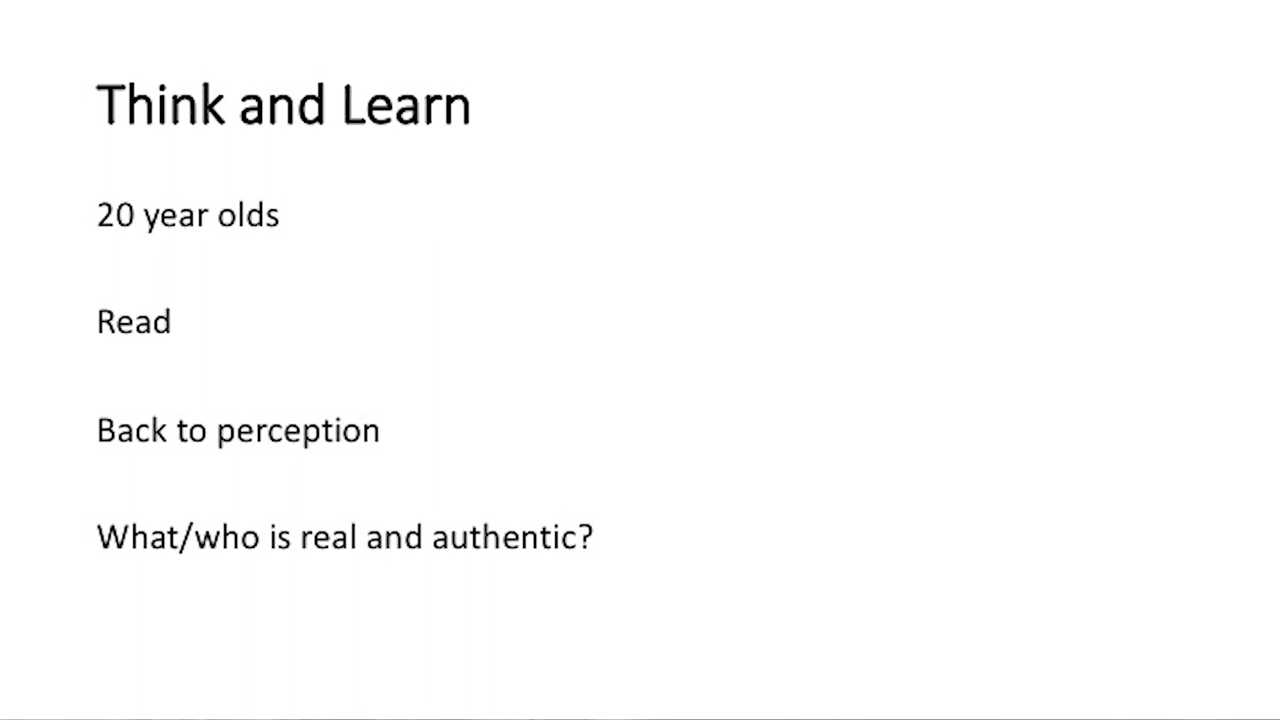 Think and Learn
20 year olds
Read
Back to perception
What/who is real and authentic?